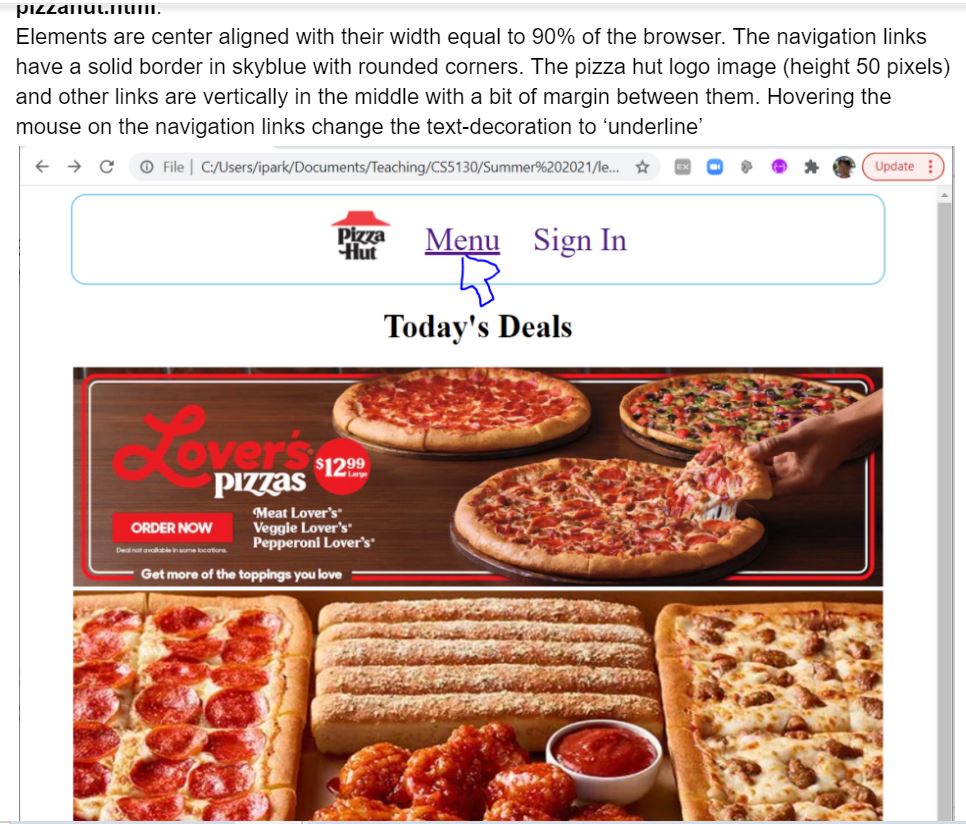 pizzahut.html:
Elements are center aligned with their width equal to 90% of the browser. The navigation links
have a solid border in skyblue with rounded corners. The pizza hut logo image (height 50 pixels)
and other links are vertically in the middle with a bit of margin between them. Hovering the
mouse on the navigation links change the text-decoration to ‘underline’
File | C:/Users/ipark/Documents/Teaching/CS5130/Summer%202021/le... EX Update
Pizza
Hut
Menu Sign In
Today's Deals
Lover's
PIZZAS
$12.99
Large
ORDER NOW
Meat Lover's®
Veggie Lover's®
Pepperoni Lover's®
Deal not available in some locations.
Get more of the toppings you love